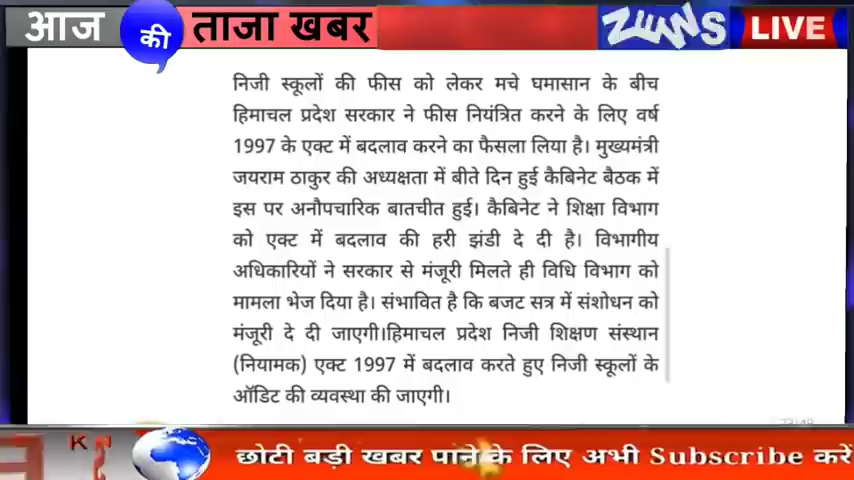 आज की ताजा खबर
LIVE
निजी स्कूलों की फीस को लेकर मचे घमासान के बीच
हिमाचल प्रदेश सरकार ने फीस नियंत्रित करने के लिए वर्ष
1997 के एक्ट में बदलाव करने का फैसला लिया है। मुख्यमंत्री
जयराम ठाकुर की अध्यक्षता में बीते दिन हुई कैबिनेट बैठक में
इस पर अनौपचारिक बातचीत हुई। कैबिनेट ने शिक्षा विभाग
को एक्ट में बदलाव की हरी झंडी दे दी है। विभागीय
अधिकारियों ने सरकार से मंजूरी मिलते ही विधि विभाग को
मामला भेज दिया है। संभावित है कि बजट सत्र में संशोधन को
मंजूरी दे दी जाएगी।हिमाचल प्रदेश निजी शिक्षण संस्थान
(नियामक) एक्ट 1997 में बदलाव करते हुए निजी स्कूलों के
ऑडिट की व्यवस्था की जाएगी।
छोटी बड़ी खबर पाने के लिए अभी Subscribe करें